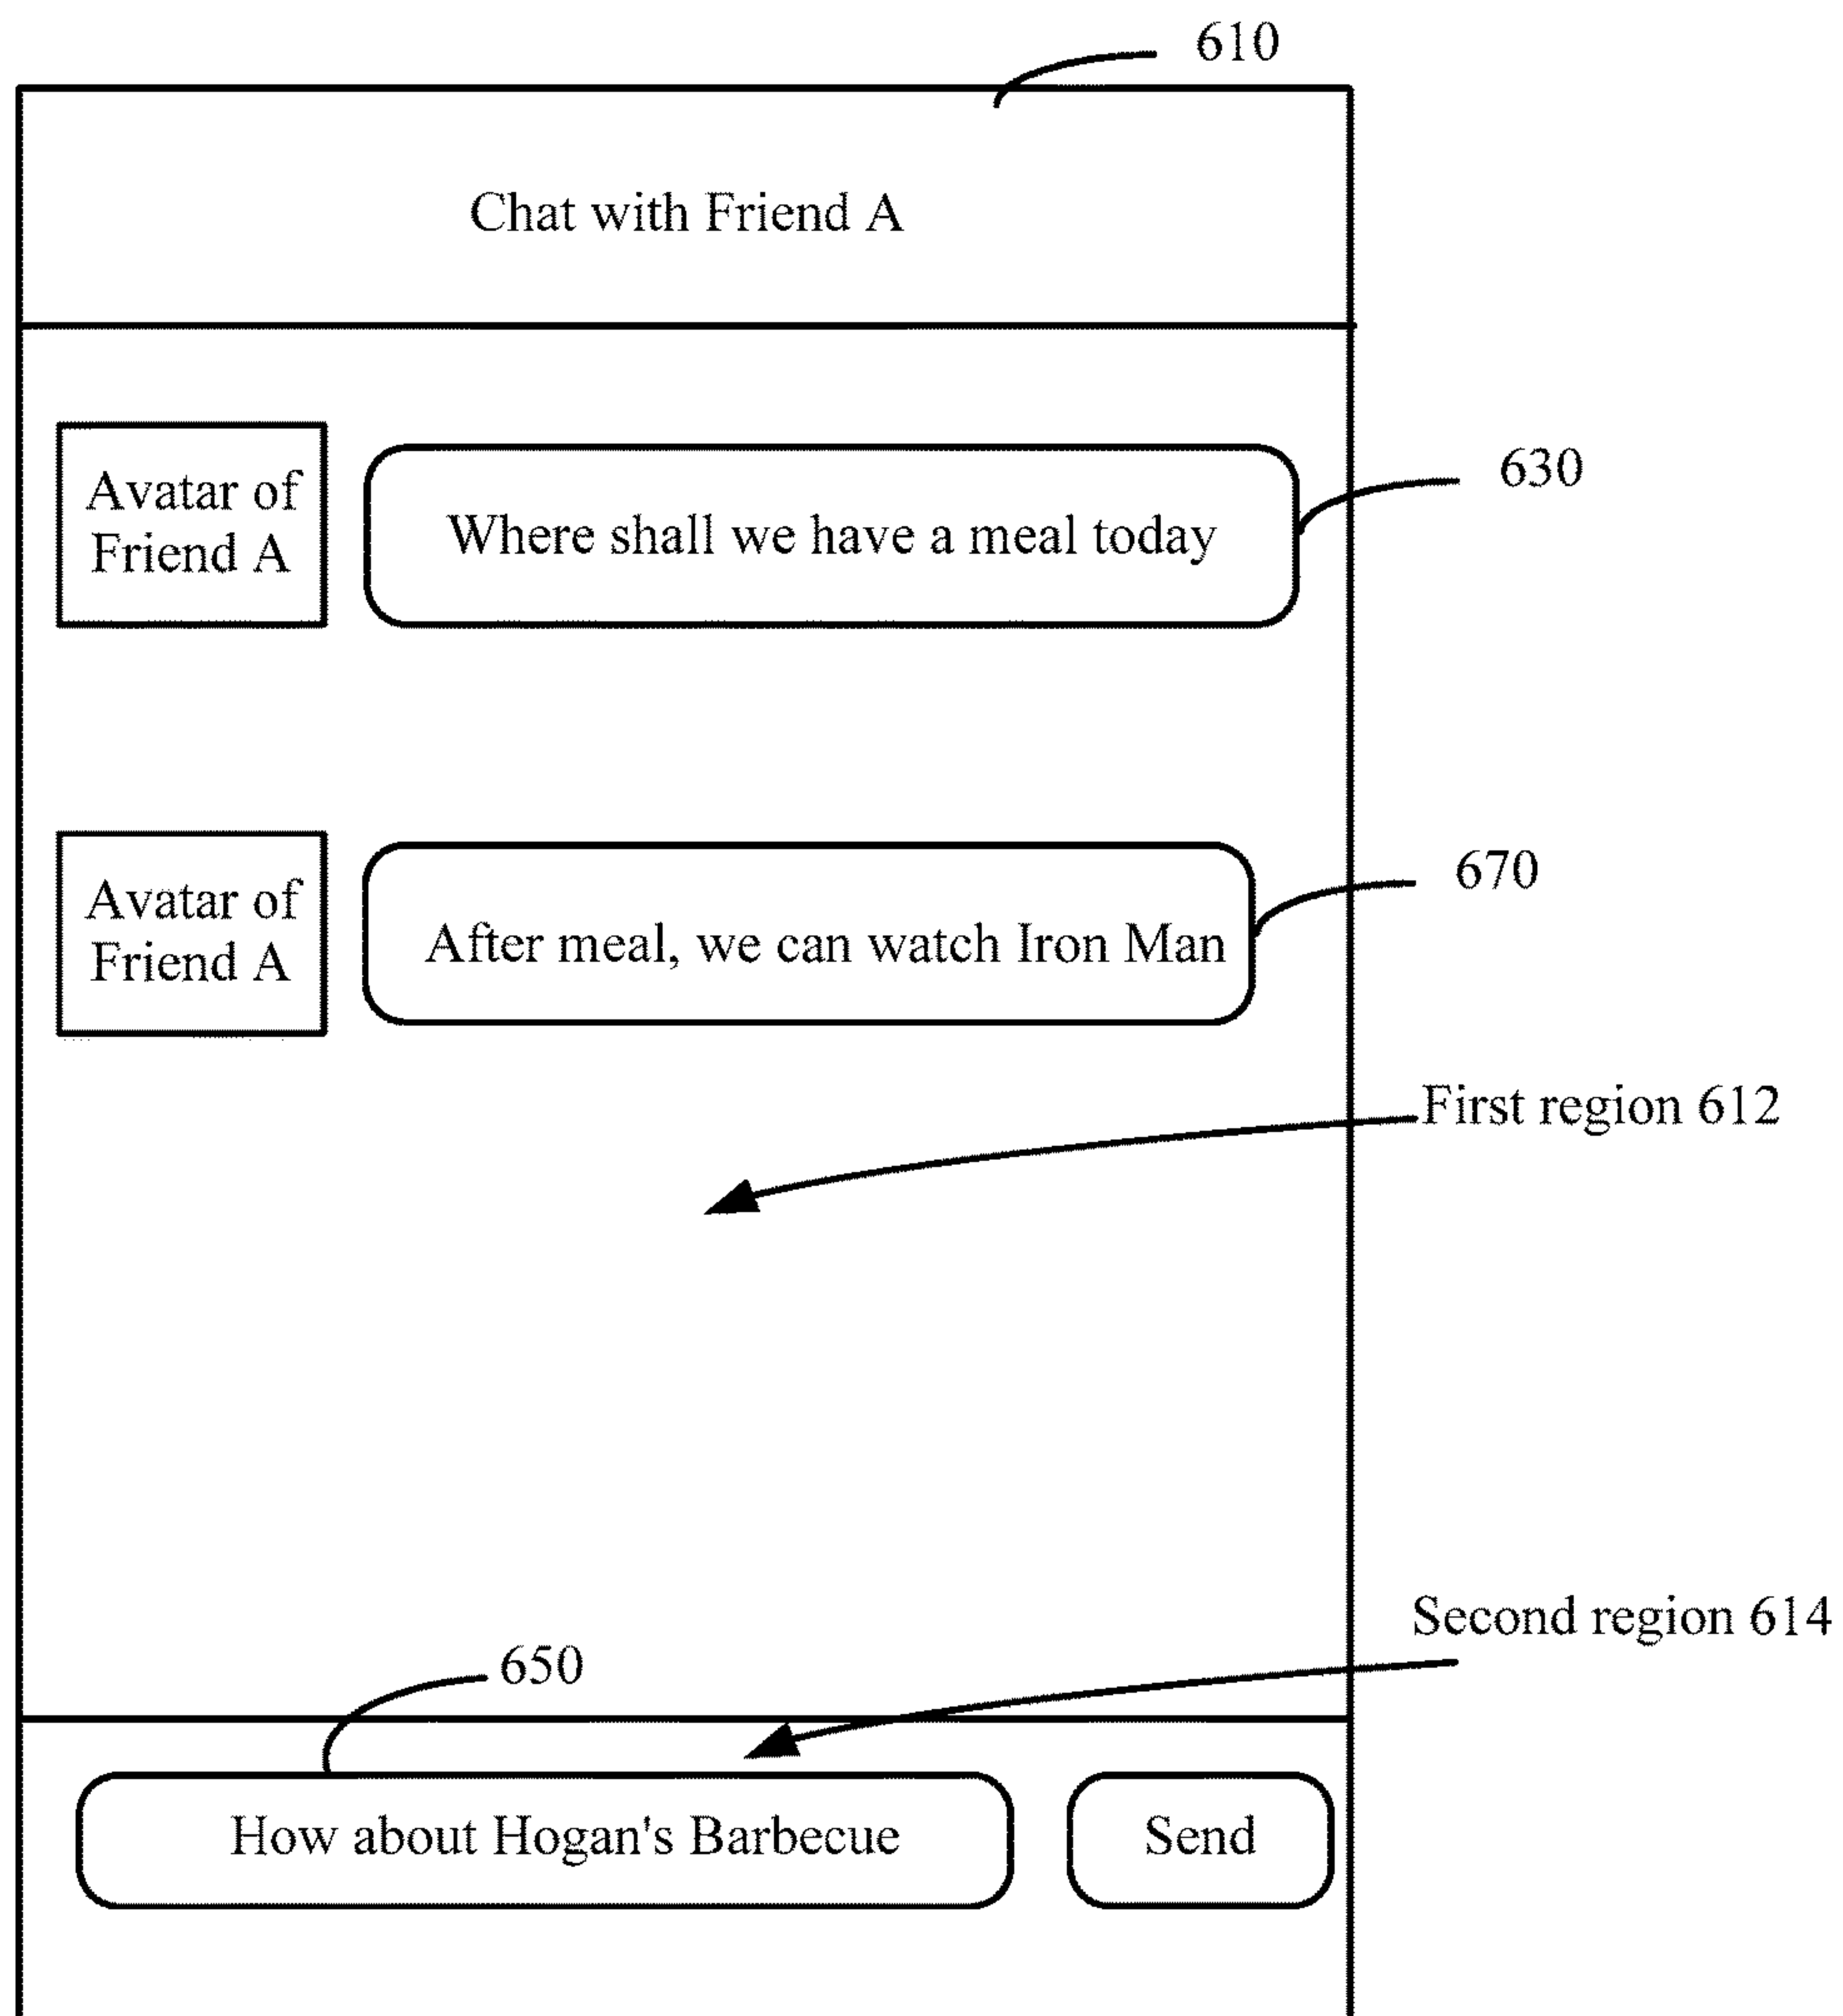 610
Chat with Friend A
Avatar of
Friend A
Where shall we have a meal today
630
Avatar of
Friend A
After meal, we can watch Iron Man
670
First region 612
Second region 614
650
How about Hogan's Barbecue
Send